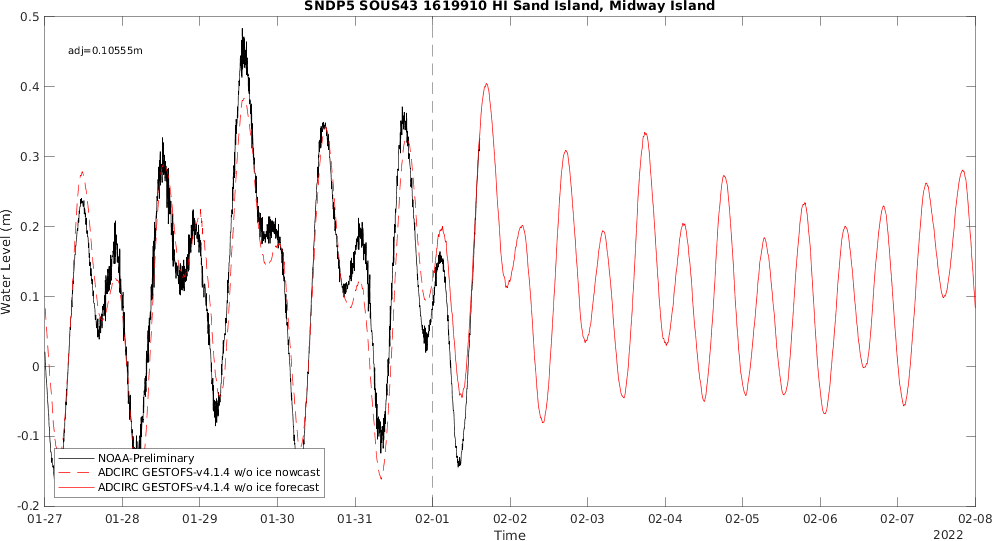 SNDP5 SOUS43 1619910 HI Sand Island, Midway Island
adj=0.10555m
Water Level (m)
0.5
0.4
0.3
0.2
0.1
0
-0.1
-0.2
NOAA-Preliminary
ADCIRC GESTOFS-v4.1.4 w/o ice nowcast
ADCIRC GESTOFS-v4.1.4 w/o ice forecast
01-27 01-28 01-29 01-30 01-31 02-01 02-02 02-03 02-04 02-05 02-06 02-07 02-08
Time
2022